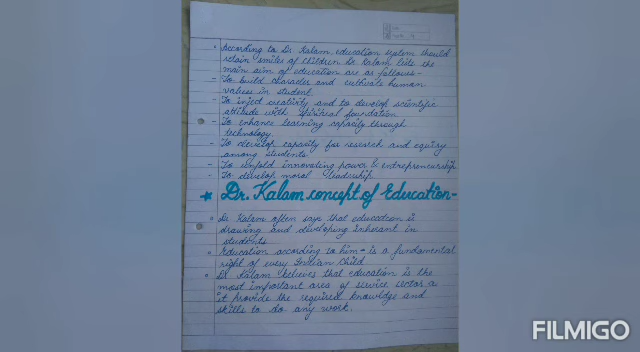 • According to Dr Kalam education system should
retain smiles of children Dr. Kalam lists the
main aim of education are as follows-
- To build character and cultivate human
values in student.
- To inject creativity and to develop scientific
attitude with spiritual foundation
- To enhance learning capacity through
technology.
- To develop capacity for research and equiry
among students.
- To unfold innovating power & entrepreneurship
- To develop moral leadership.
★ Dr. Kalam concept of Education-
o Dr Kalam often says that education is
drawing and developing inherant in
students
o Education according to him - is a fundamental
right of every Indian Child
o Dr Kalam believes that education is the
most important area of service sector a
it provide the required knowledge and
skills to do any work.
FILMIGO